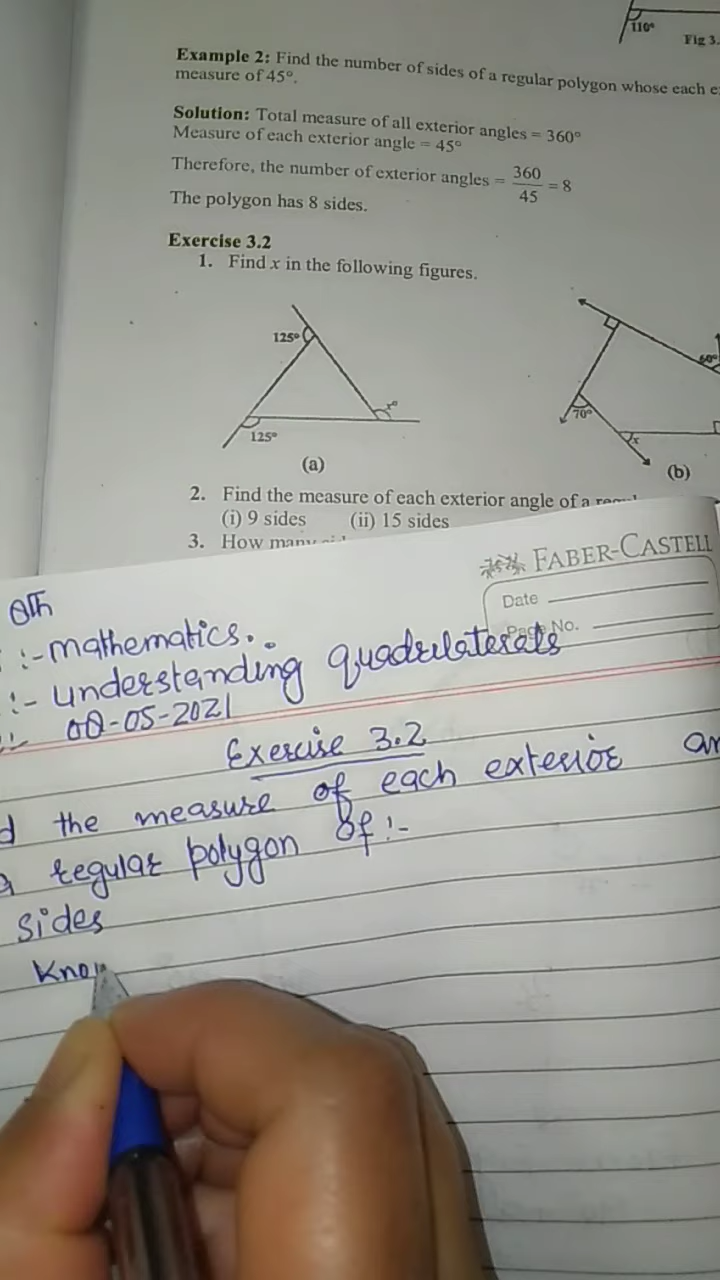 110°
Fig 3.
Example 2: Find the number of sides of a regular polygon whose each e
measure of 45°.
Solution: Total measure of all exterior angles = 360°
Measure of each exterior angle = 45°
Therefore, the number of exterior angles = 360/45 = 8
The polygon has 8 sides.
Exercise 3.2
1. Find x in the following figures.
125°
x°
125°
(a)
60°
70°
x
(b)
2. Find the measure of each exterior angle of a
(i) 9 sides (ii) 15 sides
3. How many
FABER-CASTELL
Date
Page No.
8th
:- mathematics.
:- understanding quadrilaterals
-05-2021
Exercise 3.2
the measure of each exterior
regular polygon of :-
sides
Know